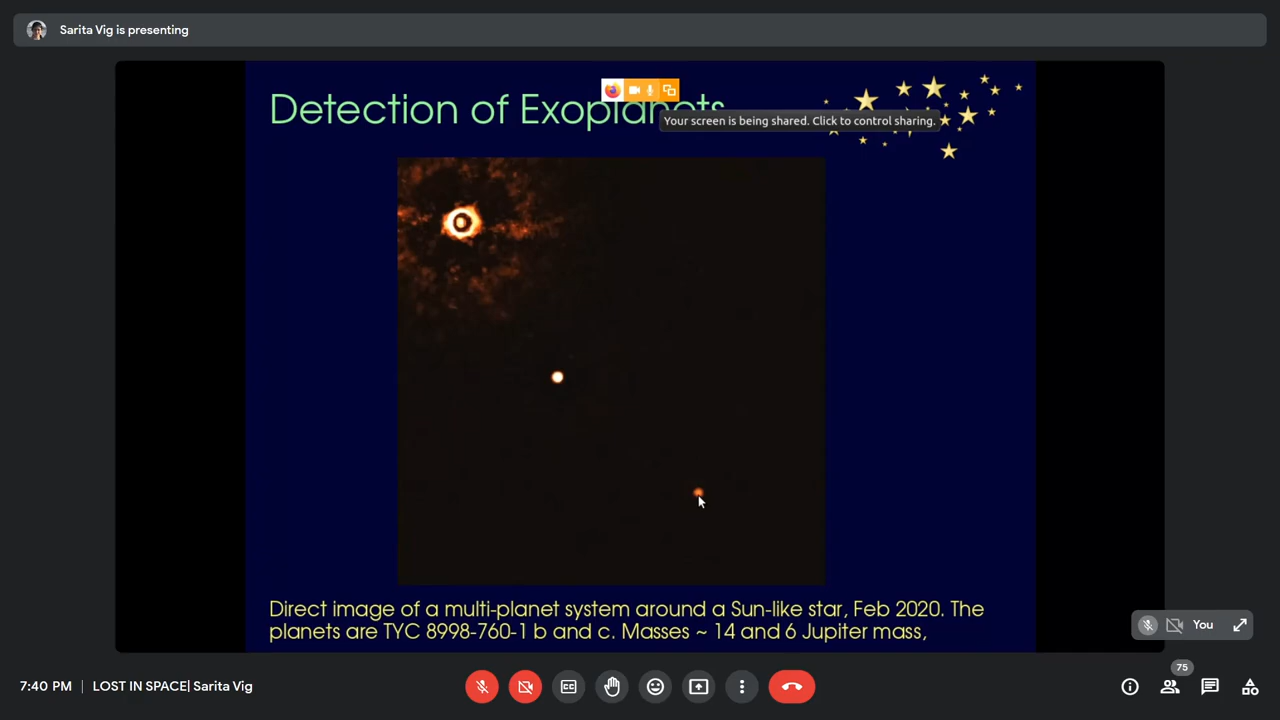 Sarita Vig is presenting
Detection of Exoplanets
Your screen is being shared. Click to control sharing.
Direct image of a multi-planet system around a Sun-like star, Feb 2020. The
planets are TYC 8998-760-1 b and c. Masses ~ 14 and 6 Jupiter mass,
You
75
7:40 PM | LOST IN SPACE| Sarita Vig